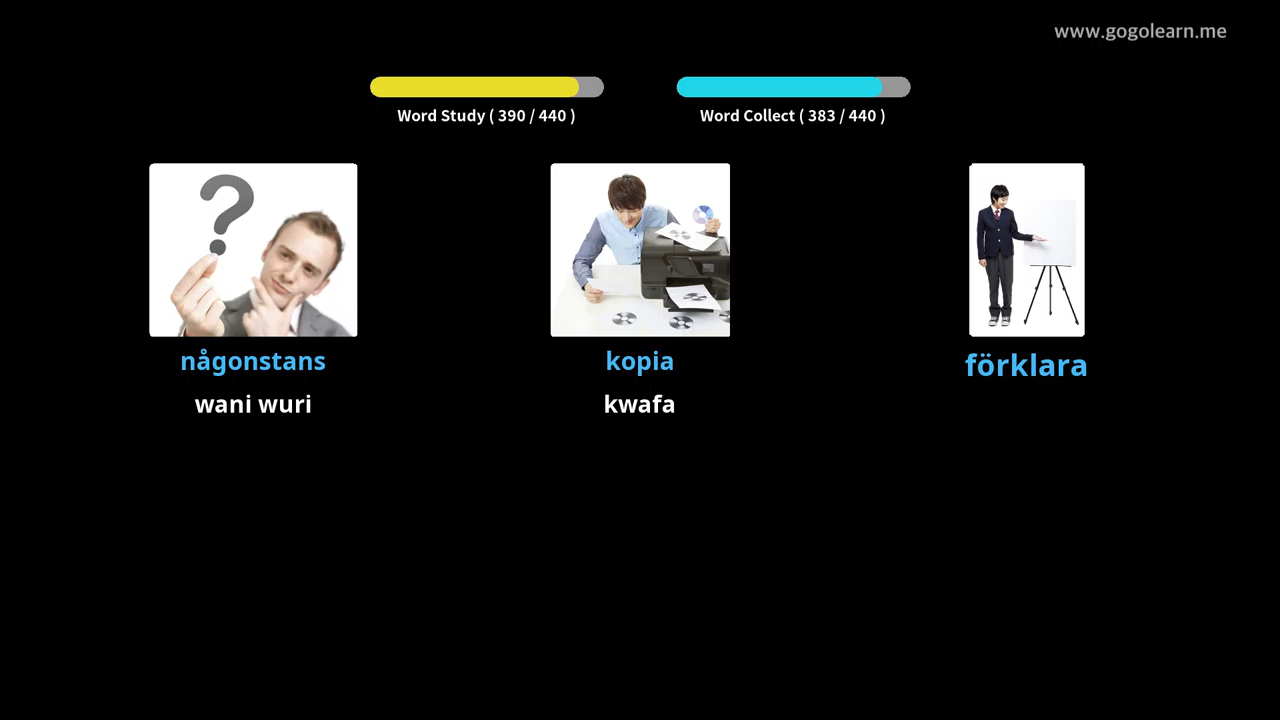 www.gogolearn.me
Word Study ( 390 / 440 )
Word Collect ( 383 / 440 )
någonstans
wani wuri
kopia
kwafa
förklara